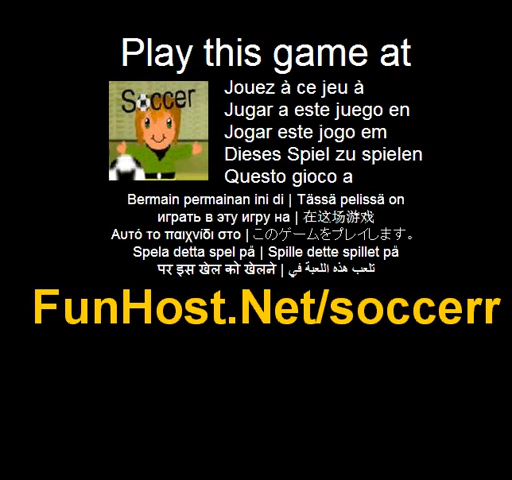 Play this game at
Soccer
Jouez à ce jeu à
Jugar a este juego en
Jogar este jogo em
Dieses Spiel zu spielen
Questo gioco a
Bermain permainan ini di | Tässä pelissä on
играть в эту игру на | 在这场游戏
Αυτό το παιχνίδι στο | このゲームをプレイします。
Spela detta spel på | Spille dette spillet på
पर इस खेल को खेलने | تلعب هذه اللعبة في
FunHost.Net/soccerr